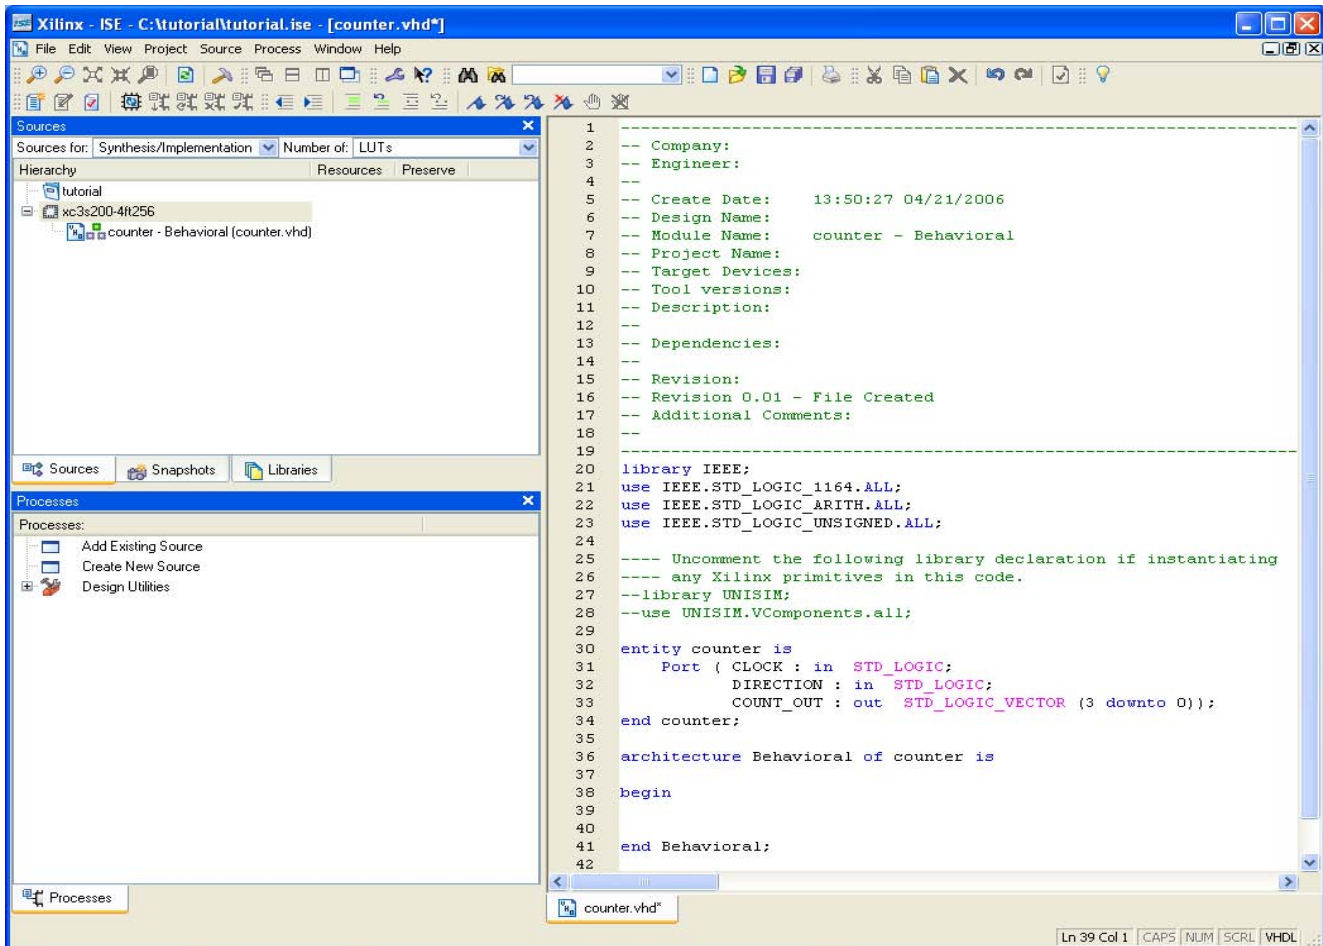 Xilinx - ISE - C:\tutorial\tutorial.ise - [counter.vhd*]
File Edit View Project Source Process Window Help
Sources
Sources for: Synthesis/Implementation Number of: LUTs
Hierarchy Resources Preserve
tutorial
xc3s200-4ft256
counter - Behavioral (counter.vhd)
Sources Snapshots Libraries
Processes
Processes:
Add Existing Source
Create New Source
Design Utilities
Processes
1 --------------------------------------------------------------------------------
2 -- Company:
3 -- Engineer:
4 --
5 -- Create Date:    13:50:27 04/21/2006
6 -- Design Name:
7 -- Module Name:    counter - Behavioral
8 -- Project Name:
9 -- Target Devices:
10 -- Tool versions:
11 -- Description:
12 --
13 -- Dependencies:
14 --
15 -- Revision:
16 -- Revision 0.01 - File Created
17 -- Additional Comments:
18 --
19 --------------------------------------------------------------------------------
20 library IEEE;
21 use IEEE.STD_LOGIC_1164.ALL;
22 use IEEE.STD_LOGIC_ARITH.ALL;
23 use IEEE.STD_LOGIC_UNSIGNED.ALL;
24
25 ---- Uncomment the following library declaration if instantiating
26 ---- any Xilinx primitives in this code.
27 --library UNISIM;
28 --use UNISIM.VComponents.all;
29
30 entity counter is
31     Port ( CLOCK : in  STD_LOGIC;
32            DIRECTION : in  STD_LOGIC;
33            COUNT_OUT : out  STD_LOGIC_VECTOR (3 downto 0));
34 end counter;
35
36 architecture Behavioral of counter is
37
38 begin
39
40
41 end Behavioral;
42
counter.vhd*
Ln 39 Col 1 CAPS NUM SCRL VHDL